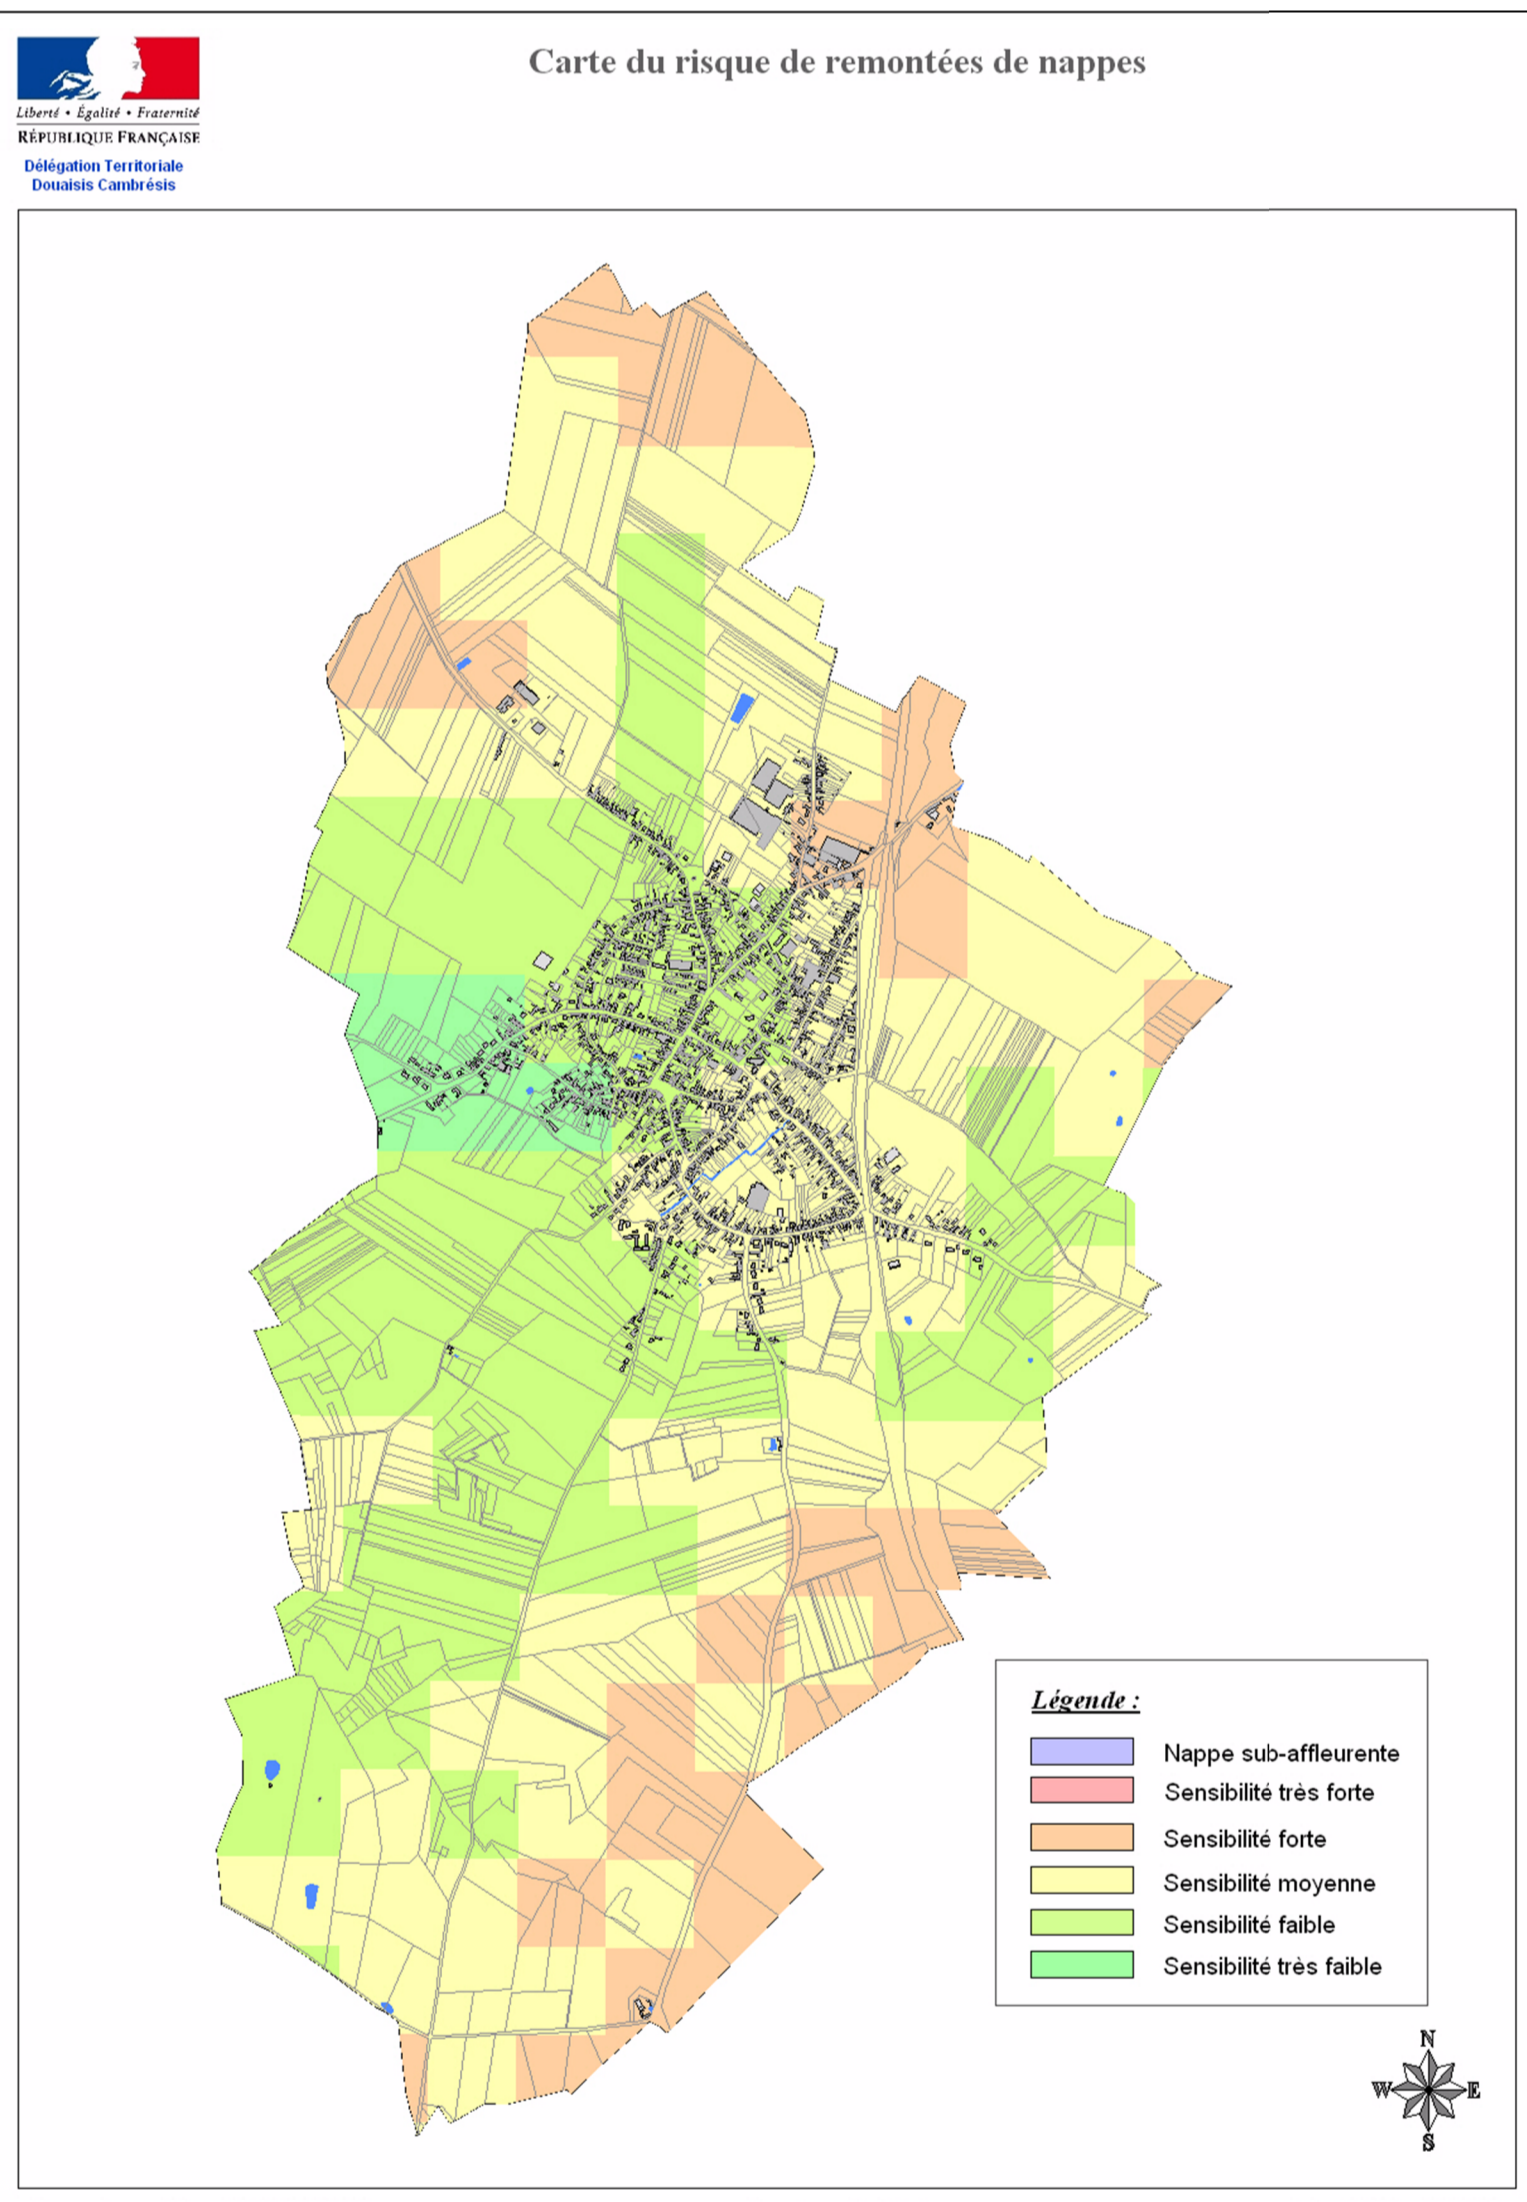 Carte du risque de remontées de nappes
Liberté • Égalité • Fraternité
RÉPUBLIQUE FRANÇAISE
Délégation Territoriale
Douaisis Cambrésis
Légende :
Nappe sub-affleurente
Sensibilité très forte
Sensibilité forte
Sensibilité moyenne
Sensibilité faible
Sensibilité très faible
N
W E
S